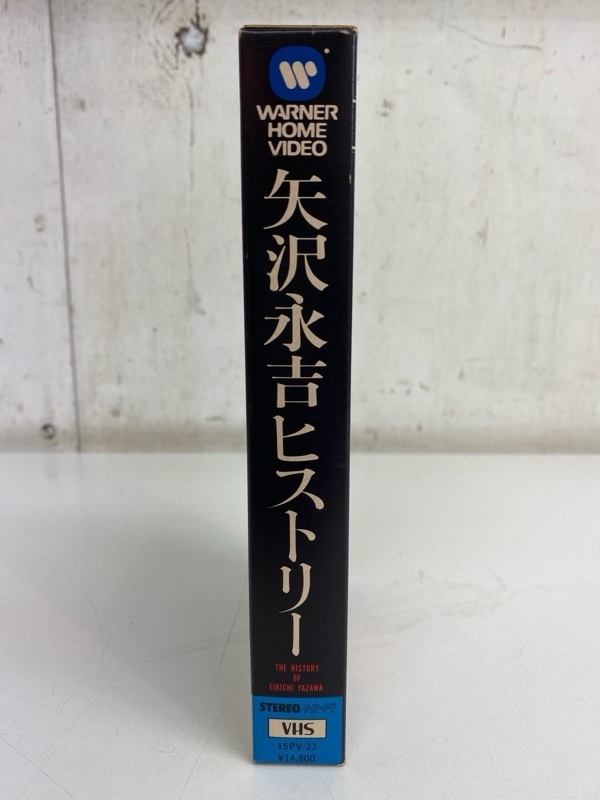 WARNER
HOME
VIDEO
矢沢永吉ヒストリー
THE HISTORY
OF
EIKICHI YAZAWA
STEREO HI-FI
VHS
15PV-23
¥14,800